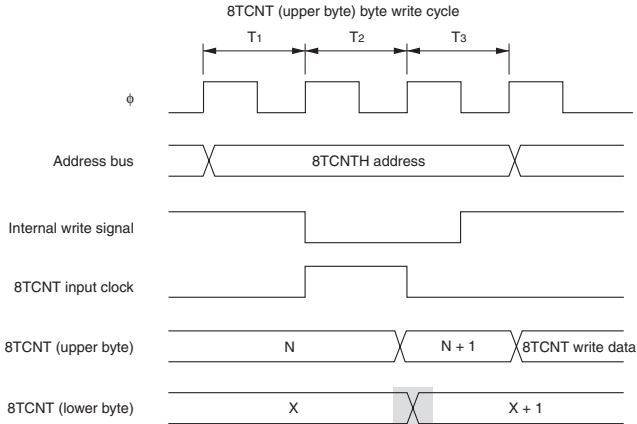 8TCNT (upper byte) byte write cycle
T1 T2 T3
φ
Address bus 8TCNTH address
Internal write signal
8TCNT input clock
8TCNT (upper byte) N N + 1 8TCNT write data
8TCNT (lower byte) X X + 1